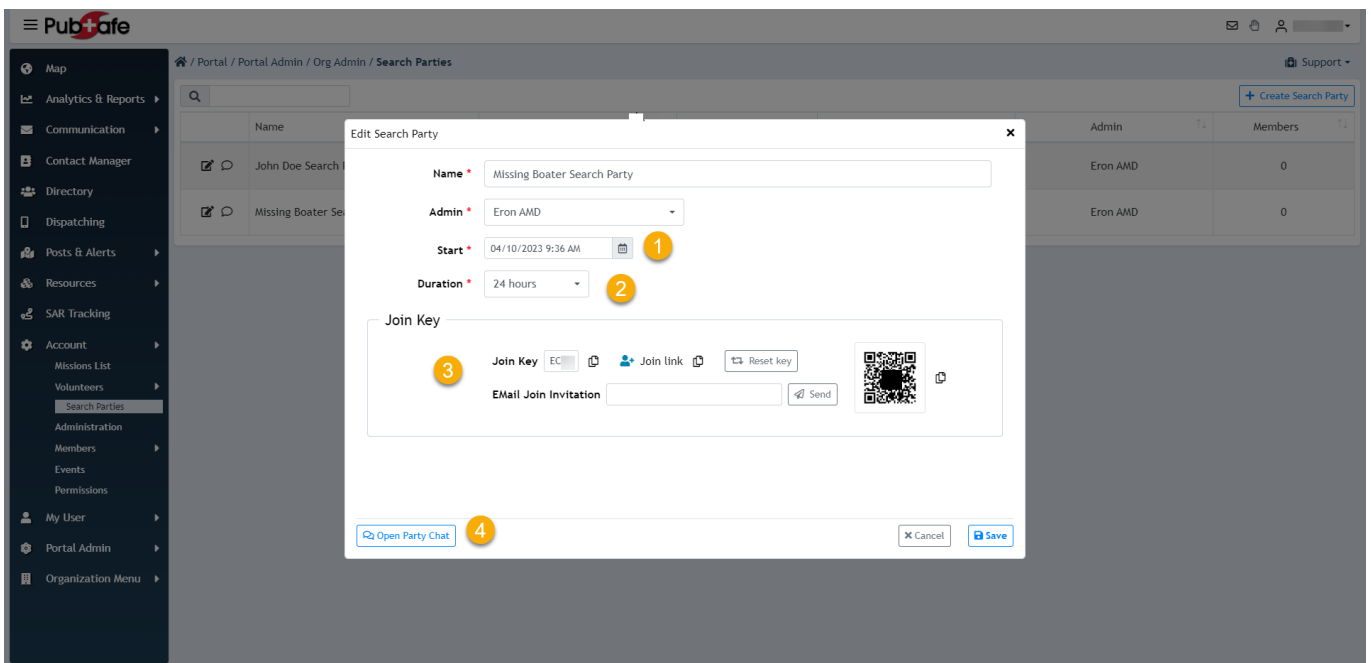 Pub+afe
Map
Analytics & Reports
Communication
Contact Manager
Directory
Dispatching
Posts & Alerts
Resources
SAR Tracking
Account
Missions List
Volunteers
Search Parties
Administration
Members
Events
Permissions
My User
Portal Admin
Organization Menu
/ Portal / Portal Admin / Org Admin / Search Parties
Support
+ Create Search Party
Name
Admin
Members
John Doe Search
Eron AMD
0
Missing Boater Sea
Eron AMD
0
Edit Search Party
Name *
Missing Boater Search Party
Admin *
Eron AMD
Start *
04/10/2023 9:36 AM
1
Duration *
24 hours
2
Join Key
3
Join Key EC
Join link
Reset key
EMail Join Invitation
Send
Open Party Chat
4
Cancel
Save